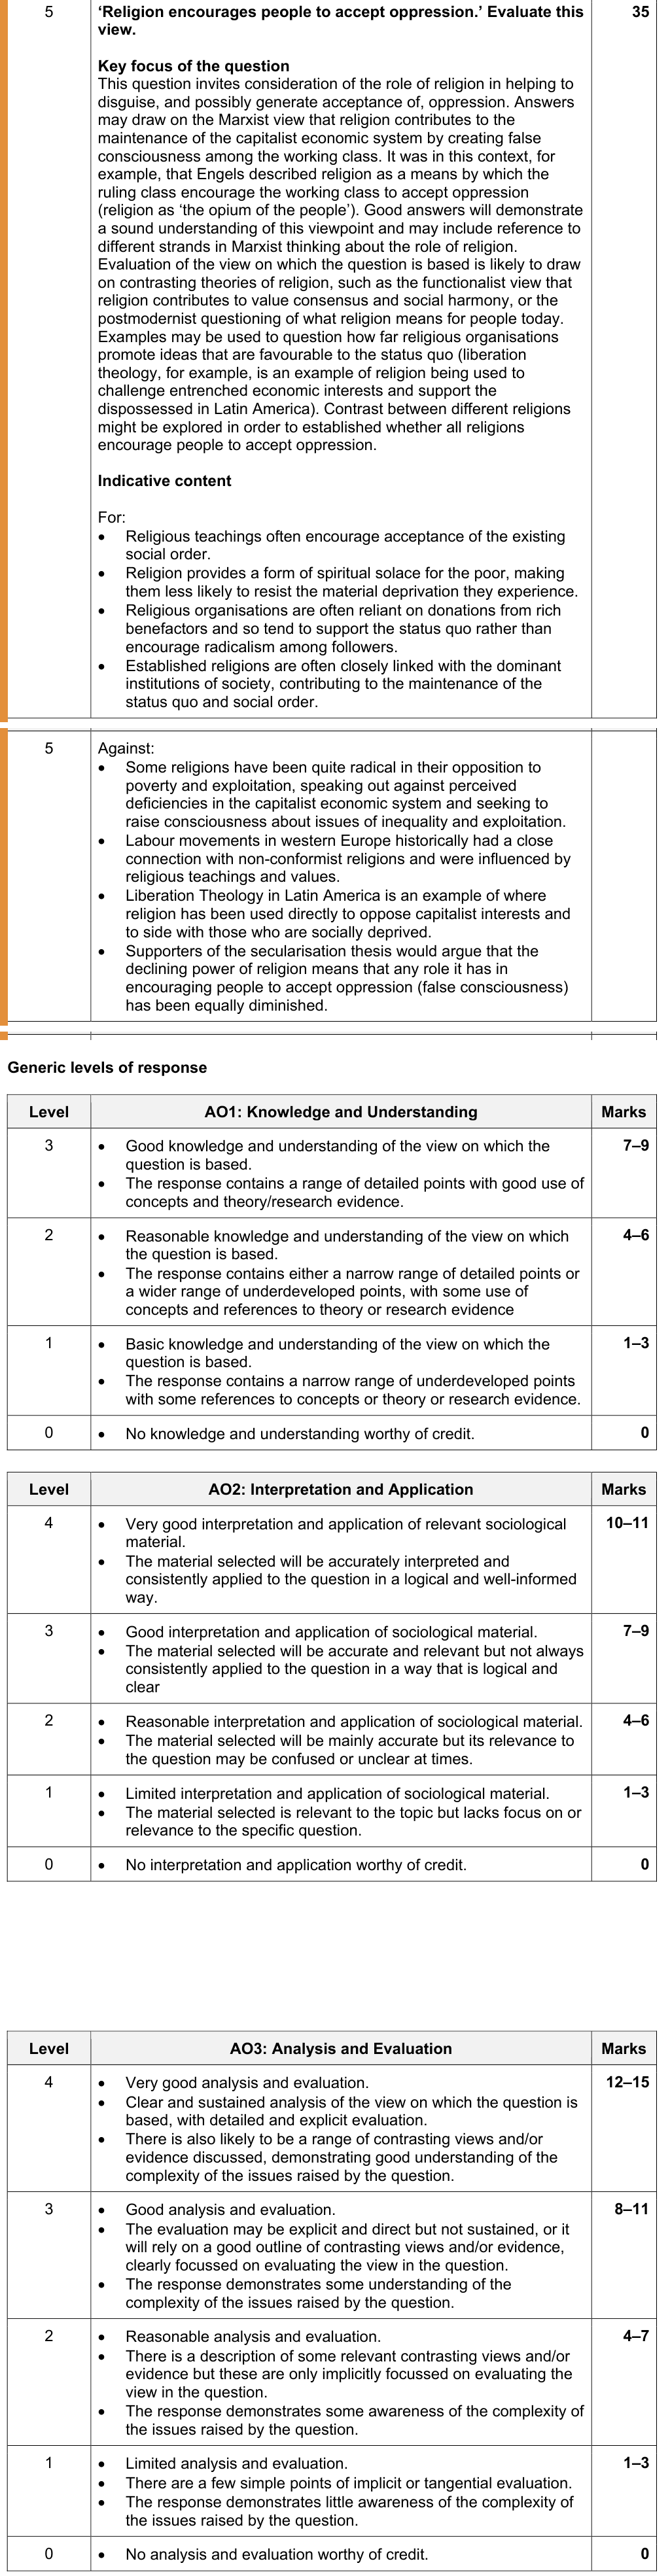 5 ‘Religion encourages people to accept oppression.’ Evaluate this 35
view.
Key focus of the question
This question invites consideration of the role of religion in helping to
disguise, and possibly generate acceptance of, oppression. Answers
may draw on the Marxist view that religion contributes to the
maintenance of the capitalist economic system by creating false
consciousness among the working class. It was in this context, for
example, that Engels described religion as a means by which the
ruling class encourage the working class to accept oppression
(religion as ‘the opium of the people’). Good answers will demonstrate
a sound understanding of this viewpoint and may include reference to
different strands in Marxist thinking about the role of religion.
Evaluation of the view on which the question is based is likely to draw
on contrasting theories of religion, such as the functionalist view that
religion contributes to value consensus and social harmony, or the
postmodernist questioning of what religion means for people today.
Examples may be used to question how far religious organisations
promote ideas that are favourable to the status quo (liberation
theology, for example, is an example of religion being used to
challenge entrenched economic interests and support the
dispossessed in Latin America). Contrast between different religions
might be explored in order to established whether all religions
encourage people to accept oppression.
Indicative content
For:
• Religious teachings often encourage acceptance of the existing
social order.
• Religion provides a form of spiritual solace for the poor, making
them less likely to resist the material deprivation they experience.
• Religious organisations are often reliant on donations from rich
benefactors and so tend to support the status quo rather than
encourage radicalism among followers.
• Established religions are often closely linked with the dominant
institutions of society, contributing to the maintenance of the
status quo and social order.
5 Against:
• Some religions have been quite radical in their opposition to
poverty and exploitation, speaking out against perceived
deficiencies in the capitalist economic system and seeking to
raise consciousness about issues of inequality and exploitation.
• Labour movements in western Europe historically had a close
connection with non-conformist religions and were influenced by
religious teachings and values.
• Liberation Theology in Latin America is an example of where
religion has been used directly to oppose capitalist interests and
to side with those who are socially deprived.
• Supporters of the secularisation thesis would argue that the
declining power of religion means that any role it has in
encouraging people to accept oppression (false consciousness)
has been equally diminished.
Generic levels of response
Level AO1: Knowledge and Understanding Marks
3 • Good knowledge and understanding of the view on which the 7–9
question is based.
• The response contains a range of detailed points with good use of
concepts and theory/research evidence.
2 • Reasonable knowledge and understanding of the view on which 4–6
the question is based.
• The response contains either a narrow range of detailed points or
a wider range of underdeveloped points, with some use of
concepts and references to theory or research evidence
1 • Basic knowledge and understanding of the view on which the 1–3
question is based.
• The response contains a narrow range of underdeveloped points
with some references to concepts or theory or research evidence.
0 • No knowledge and understanding worthy of credit. 0
Level AO2: Interpretation and Application Marks
4 • Very good interpretation and application of relevant sociological 10–11
material.
• The material selected will be accurately interpreted and
consistently applied to the question in a logical and well-informed
way.
3 • Good interpretation and application of sociological material. 7–9
• The material selected will be accurate and relevant but not always
consistently applied to the question in a way that is logical and
clear
2 • Reasonable interpretation and application of sociological material. 4–6
• The material selected will be mainly accurate but its relevance to
the question may be confused or unclear at times.
1 • Limited interpretation and application of sociological material. 1–3
• The material selected is relevant to the topic but lacks focus on or
relevance to the specific question.
0 • No interpretation and application worthy of credit. 0
Level AO3: Analysis and Evaluation Marks
4 • Very good analysis and evaluation. 12–15
• Clear and sustained analysis of the view on which the question is
based, with detailed and explicit evaluation.
• There is also likely to be a range of contrasting views and/or
evidence discussed, demonstrating good understanding of the
complexity of the issues raised by the question.
3 • Good analysis and evaluation. 8–11
• The evaluation may be explicit and direct but not sustained, or it
will rely on a good outline of contrasting views and/or evidence,
clearly focussed on evaluating the view in the question.
• The response demonstrates some understanding of the
complexity of the issues raised by the question.
2 • Reasonable analysis and evaluation. 4–7
• There is a description of some relevant contrasting views and/or
evidence but these are only implicitly focussed on evaluating the
view in the question.
• The response demonstrates some awareness of the complexity of
the issues raised by the question.
1 • Limited analysis and evaluation. 1–3
• There are a few simple points of implicit or tangential evaluation.
• The response demonstrates little awareness of the complexity of
the issues raised by the question.
0 • No analysis and evaluation worthy of credit. 0